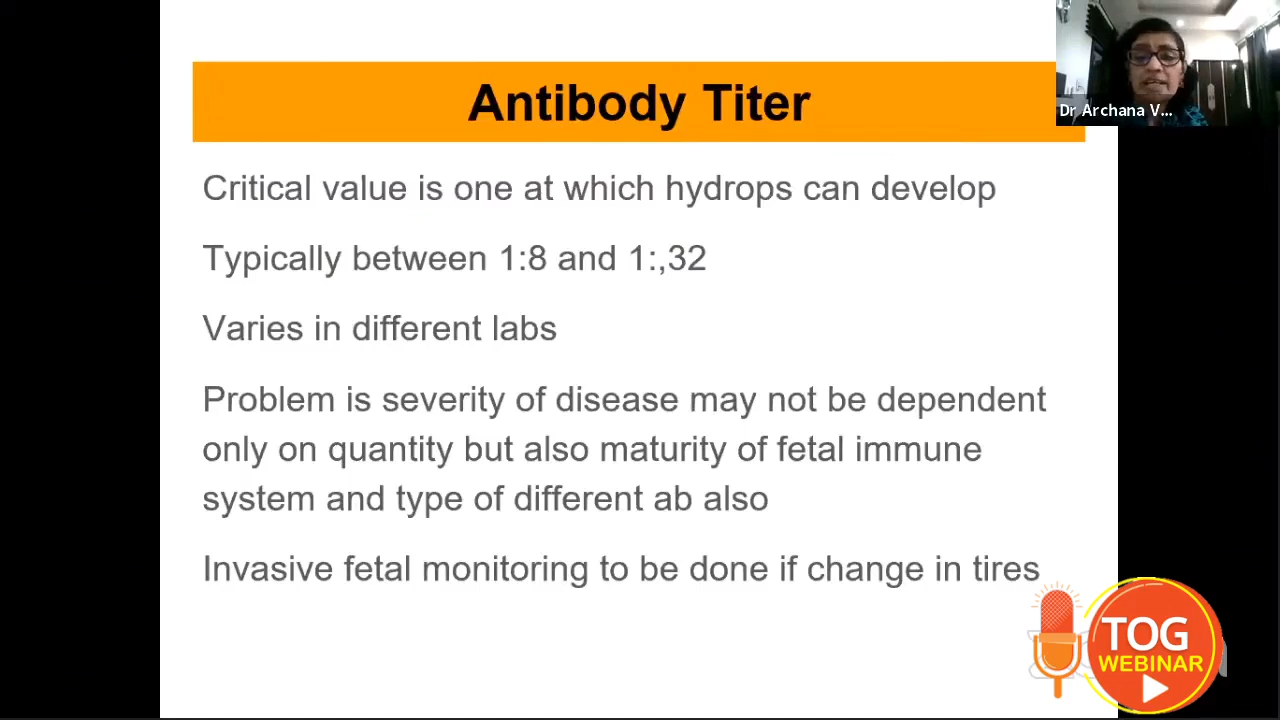 Antibody Titer
Dr Archana V...
Critical value is one at which hydrops can develop
Typically between 1:8 and 1:,32
Varies in different labs
Problem is severity of disease may not be dependent
only on quantity but also maturity of fetal immune
system and type of different ab also
Invasive fetal monitoring to be done if change in tires
TOG
WEBINAR